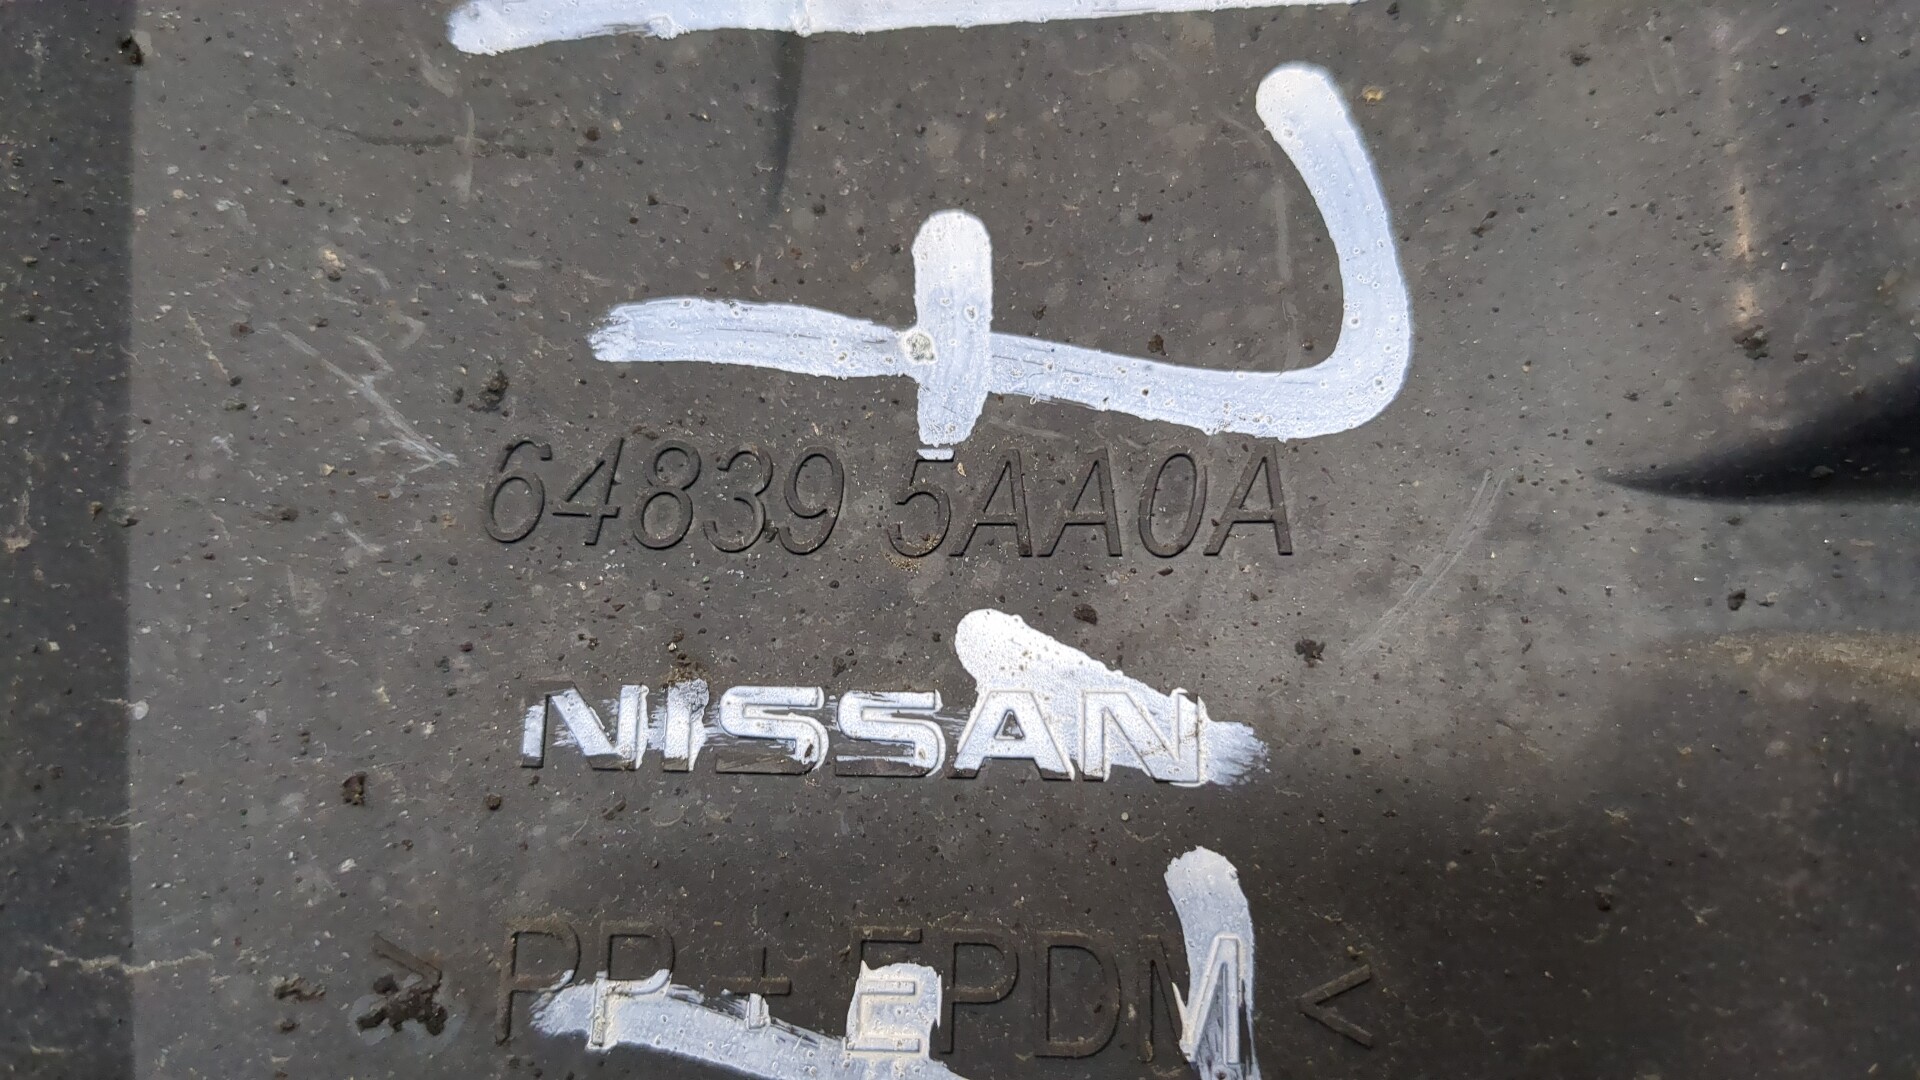 64839 5AA0A
NISSAN
>PP+EPDM<